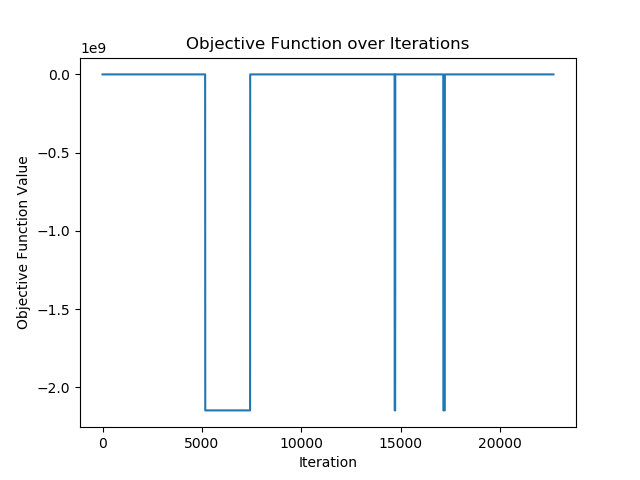 Objective Function over Iterations
1e9
0.0
−0.5
−1.0
−1.5
−2.0
Objective Function Value
0 5000 10000 15000 20000
Iteration